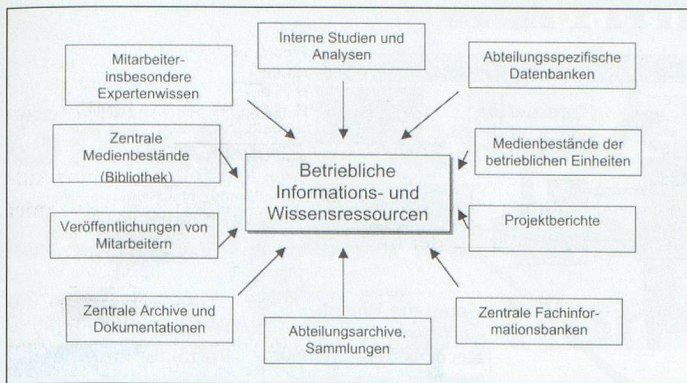 Interne Studien und
Analysen
Mitarbeiter-
insbesondere
Expertenwissen
Abteilungsspezifische
Datenbanken
Zentrale
Medienbestände
(Bibliothek)
Medienbestände der
betrieblichen Einheiten
Betriebliche
Informations- und
Wissensressourcen
Veröffentlichungen von
Mitarbeitern
Projektberichte
Zentrale Archive und
Dokumentationen
Abteilungsarchive,
Sammlungen
Zentrale Fachinfor-
mationsbanken